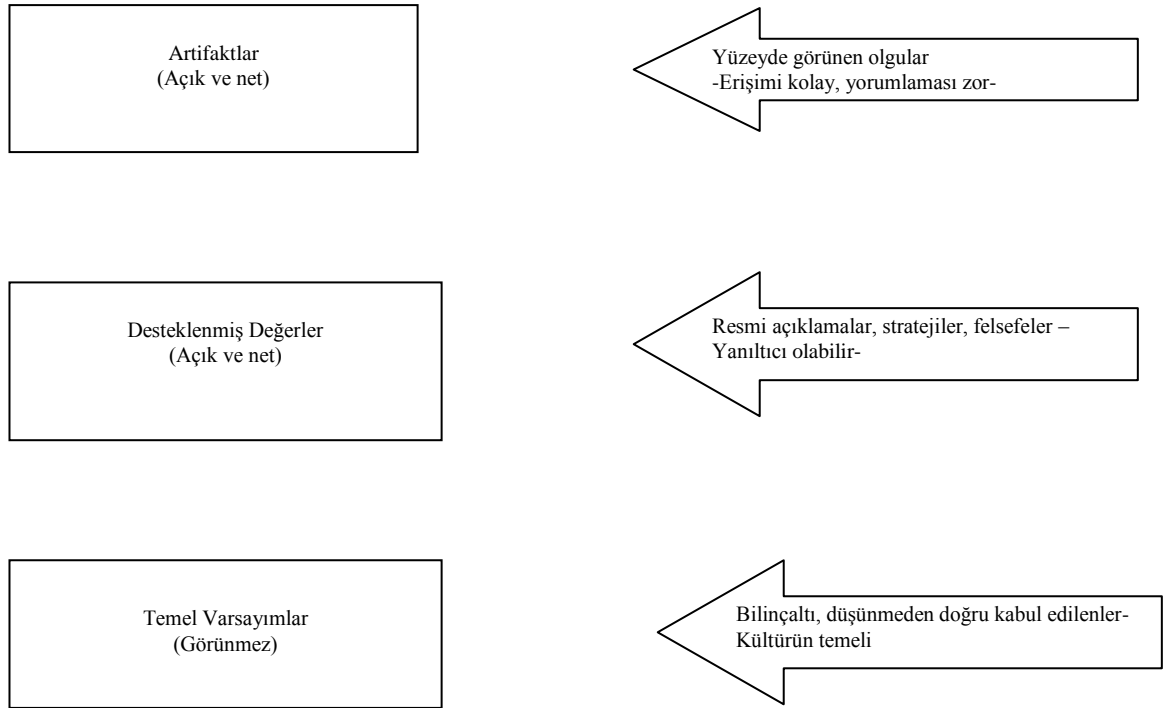 Artifaktlar
(Açık ve net)
Yüzeyde görünen olgular
-Erişimi kolay, yorumlaması zor-
Desteklenmiş Değerler
(Açık ve net)
Resmi açıklamalar, stratejiler, felsefeler –
Yanıltıcı olabilir-
Temel Varsayımlar
(Görünmez)
Bilinçaltı, düşünmeden doğru kabul edilenler-
Kültürün temeli